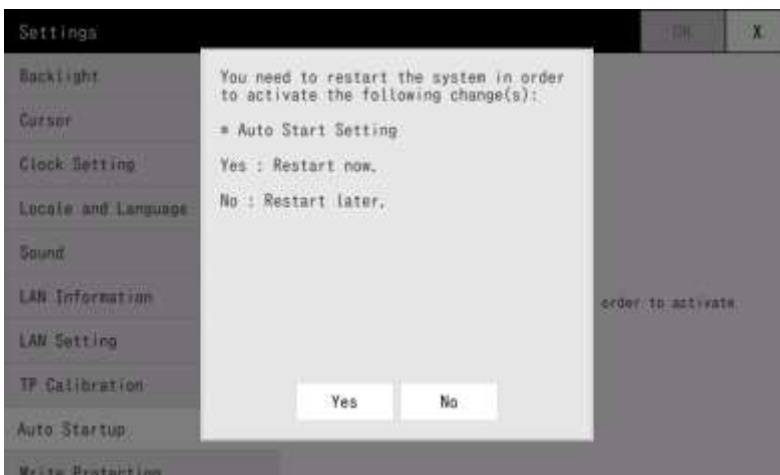 Settings
OK
X
Backlight
Cursor
Clock Setting
Locale and Language
Sound
LAN Information
LAN Setting
TP Calibration
Auto Startup
Write Protection
You need to restart the system in order
to activate the following change(s):
* Auto Start Setting
Yes : Restart now.
No : Restart later.
order to activate
Yes
No